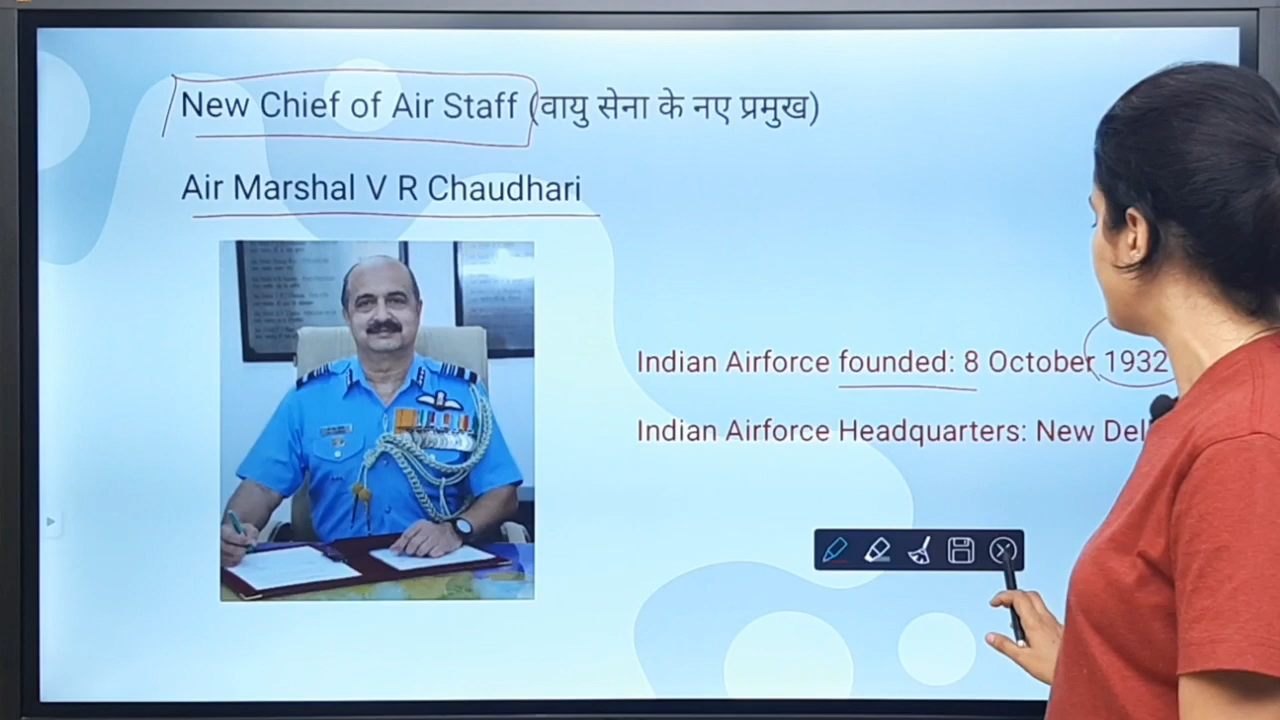 New Chief of Air Staff (वायु सेना के नए प्रमुख)
Air Marshal V R Chaudhari
Indian Airforce founded: 8 October 1932
Indian Airforce Headquarters: New Del